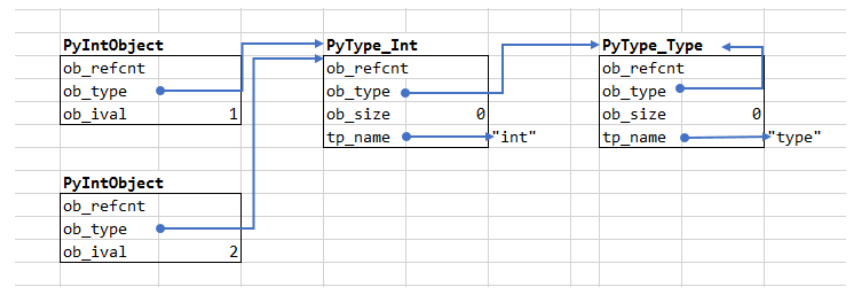 PyIntObject
ob_refcnt
ob_type
ob_ival 1
PyType_Int
ob_refcnt
ob_type
ob_size 0
tp_name "int"
PyType_Type
ob_refcnt
ob_type
ob_size 0
tp_name "type"
PyIntObject
ob_refcnt
ob_type
ob_ival 2